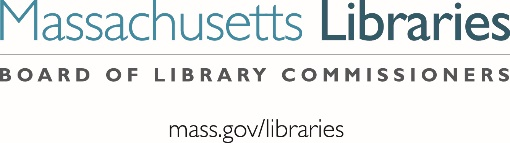 Massachusetts Libraries
BOARD OF LIBRARY COMMISSIONERS
mass.gov/libraries